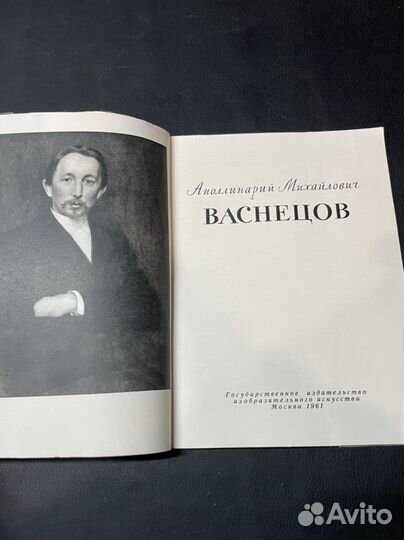 Аполлинарий Михайлович
ВАСНЕЦОВ
Государственное издательство
изобразительного искусства
Москва 1961
Avito